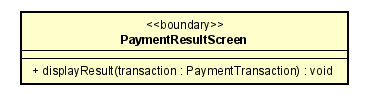 <<boundary>>
PaymentResultScreen
+ displayResult(transaction : PaymentTransaction) : void